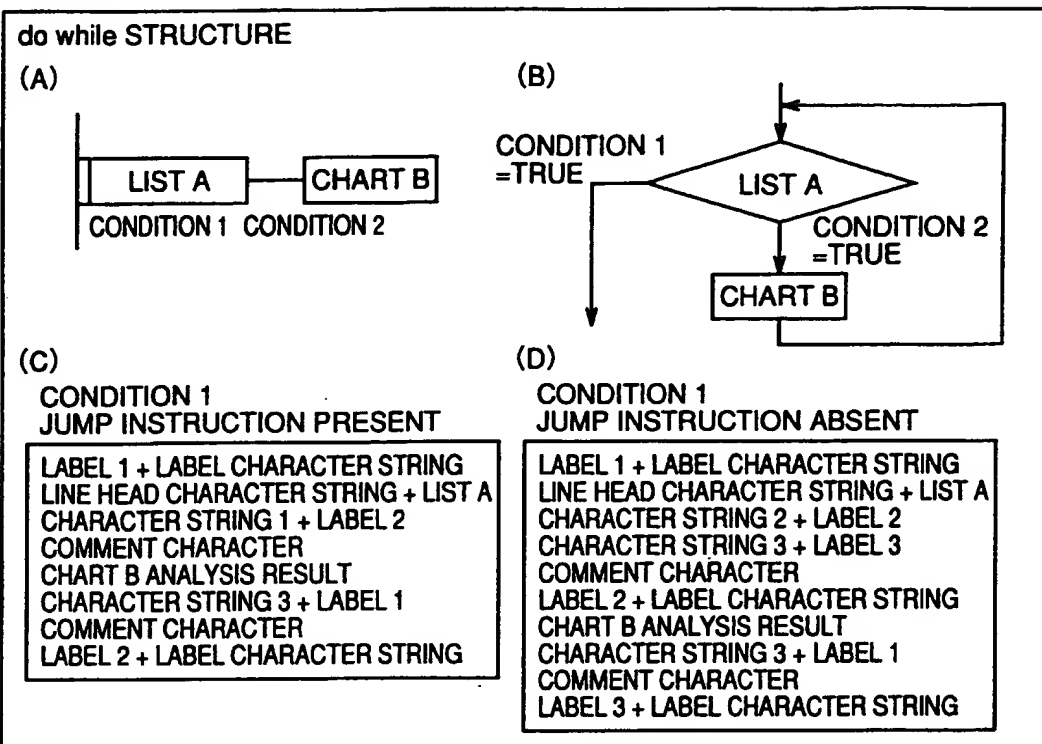 do while STRUCTURE
(A)
LIST A
CHART B
CONDITION 1 CONDITION 2
(B)
CONDITION 1
=TRUE
LIST A
CONDITION 2
=TRUE
CHART B
(C)
CONDITION 1
JUMP INSTRUCTION PRESENT
LABEL 1 + LABEL CHARACTER STRING
LINE HEAD CHARACTER STRING + LIST A
CHARACTER STRING 1 + LABEL 2
COMMENT CHARACTER
CHART B ANALYSIS RESULT
CHARACTER STRING 3 + LABEL 1
COMMENT CHARACTER
LABEL 2 + LABEL CHARACTER STRING
(D)
CONDITION 1
JUMP INSTRUCTION ABSENT
LABEL 1 + LABEL CHARACTER STRING
LINE HEAD CHARACTER STRING + LIST A
CHARACTER STRING 2 + LABEL 2
CHARACTER STRING 3 + LABEL 3
COMMENT CHARACTER
LABEL 2 + LABEL CHARACTER STRING
CHART B ANALYSIS RESULT
CHARACTER STRING 3 + LABEL 1
COMMENT CHARACTER
LABEL 3 + LABEL CHARACTER STRING